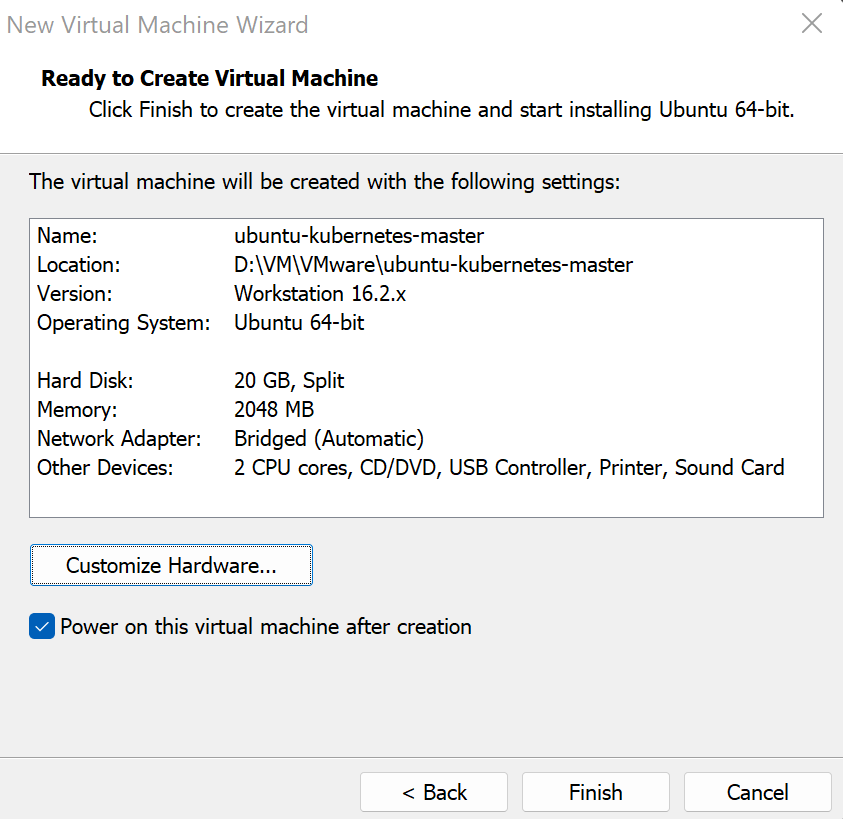 New Virtual Machine Wizard
Ready to Create Virtual Machine
Click Finish to create the virtual machine and start installing Ubuntu 64-bit.
The virtual machine will be created with the following settings:
Name: ubuntu-kubernetes-master
Location: D:\VM\VMware\ubuntu-kubernetes-master
Version: Workstation 16.2.x
Operating System: Ubuntu 64-bit
Hard Disk: 20 GB, Split
Memory: 2048 MB
Network Adapter: Bridged (Automatic)
Other Devices: 2 CPU cores, CD/DVD, USB Controller, Printer, Sound Card
Customize Hardware...
Power on this virtual machine after creation
< Back Finish Cancel